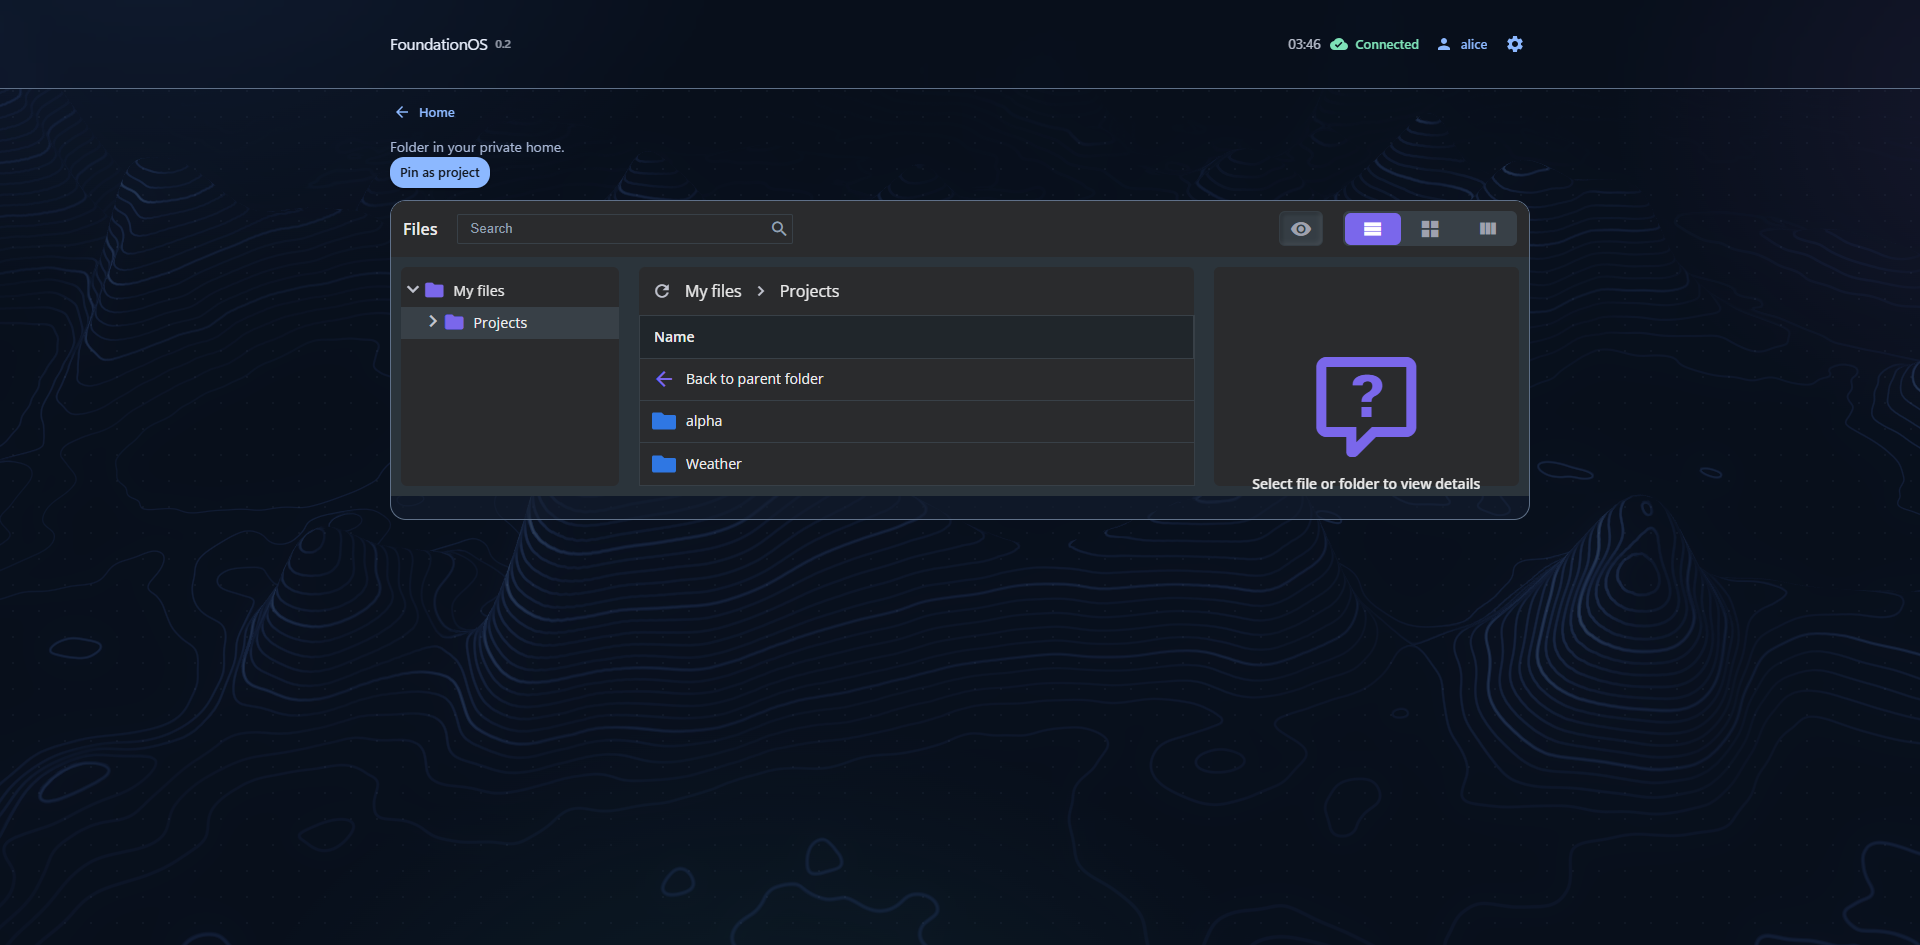 FoundationOS 0.2
03:46 Connected alice
Home
Folder in your private home.
Pin as project
Files
Search
My files
Projects
My files Projects
Name
Back to parent folder
alpha
Weather
?
Select file or folder to view details